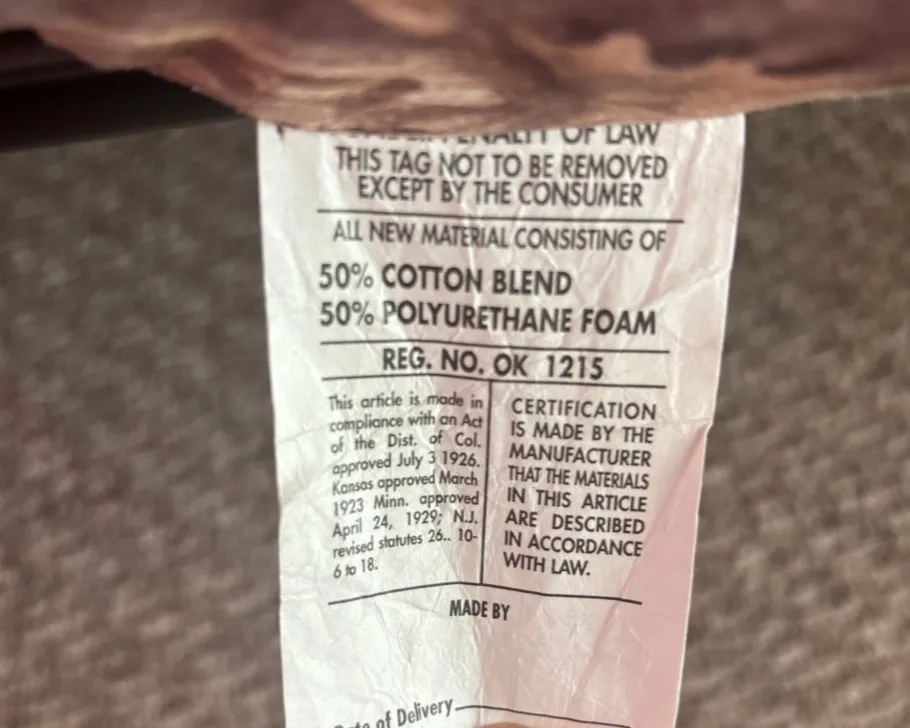 PENALTY OF LAW
THIS TAG NOT TO BE REMOVED
EXCEPT BY THE CONSUMER
ALL NEW MATERIAL CONSISTING OF
50% COTTON BLEND
50% POLYURETHANE FOAM
REG. NO. OK 1215
This article is made in
compliance with an Act
of the Dist. of Col.
approved July 3 1926.
Kansas approved March
1923 Minn. approved
April 24, 1929; N.J.
revised statutes 26.. 10-
6 to 18.
CERTIFICATION
IS MADE BY THE
MANUFACTURER
THAT THE MATERIALS
IN THIS ARTICLE
ARE DESCRIBED
IN ACCORDANCE
WITH LAW.
MADE BY
Date of Delivery